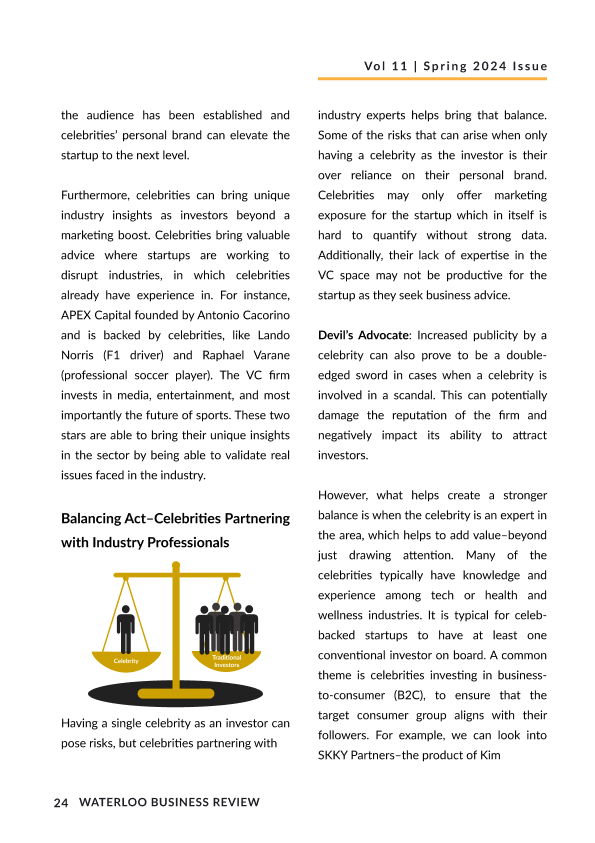 Vol 11 | Spring 2024 Issue
the audience has been established and
celebrities’ personal brand can elevate the
startup to the next level.
Furthermore, celebrities can bring unique
industry insights as investors beyond a
marketing boost. Celebrities bring valuable
advice where startups are working to
disrupt industries, in which celebrities
already have experience in. For instance,
APEX Capital founded by Antonio Cacorino
and is backed by celebrities, like Lando
Norris (F1 driver) and Raphael Varane
(professional soccer player). The VC firm
invests in media, entertainment, and most
importantly the future of sports. These two
stars are able to bring their unique insights
in the sector by being able to validate real
issues faced in the industry.
Balancing Act–Celebrities Partnering
with Industry Professionals
Celebrity
Traditional
Investors
Having a single celebrity as an investor can
pose risks, but celebrities partnering with
industry experts helps bring that balance.
Some of the risks that can arise when only
having a celebrity as the investor is their
over reliance on their personal brand.
Celebrities may only offer marketing
exposure for the startup which in itself is
hard to quantify without strong data.
Additionally, their lack of expertise in the
VC space may not be productive for the
startup as they seek business advice.
Devil’s Advocate: Increased publicity by a
celebrity can also prove to be a double-
edged sword in cases when a celebrity is
involved in a scandal. This can potentially
damage the reputation of the firm and
negatively impact its ability to attract
investors.
However, what helps create a stronger
balance is when the celebrity is an expert in
the area, which helps to add value–beyond
just drawing attention. Many of the
celebrities typically have knowledge and
experience among tech or health and
wellness industries. It is typical for celeb-
backed startups to have at least one
conventional investor on board. A common
theme is celebrities investing in business-
to-consumer (B2C), to ensure that the
target consumer group aligns with their
followers. For example, we can look into
SKKY Partners–the product of Kim
24 WATERLOO BUSINESS REVIEW